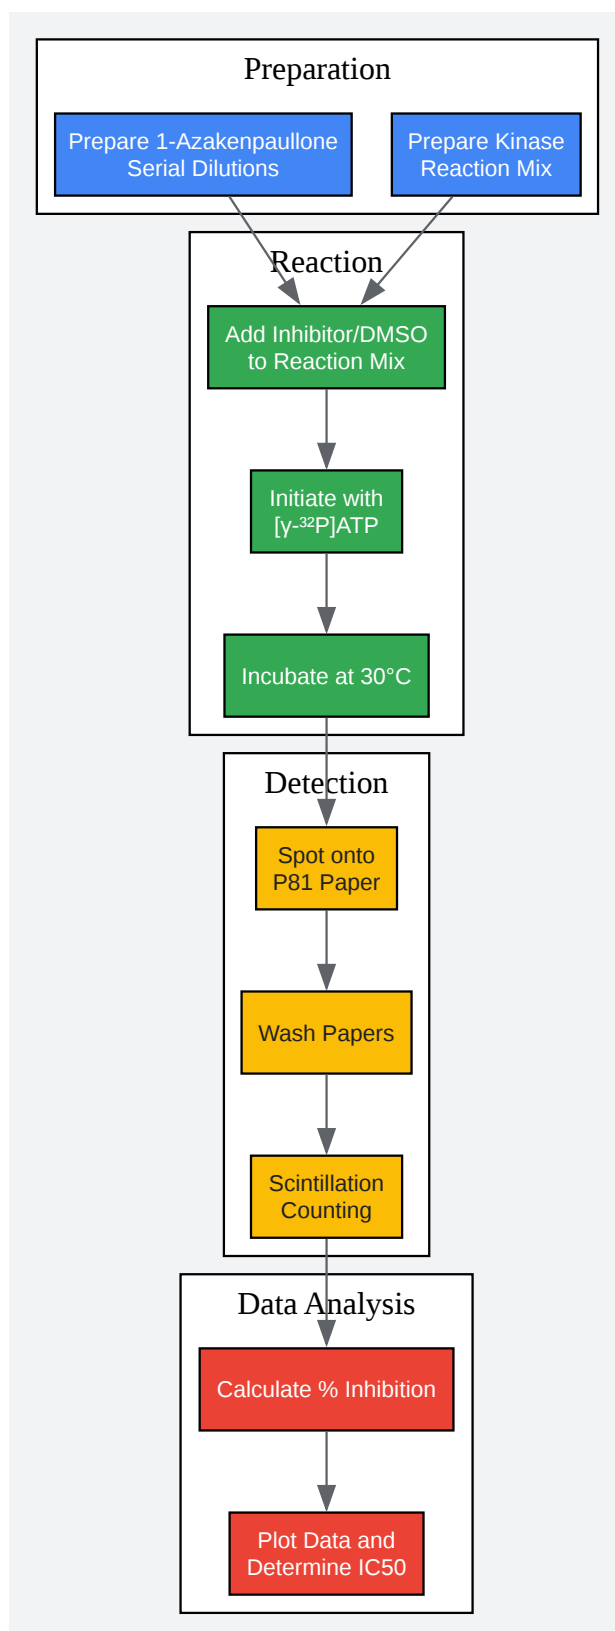 Preparation
Prepare 1-Azakenpaullone
Serial Dilutions
Prepare Kinase
Reaction Mix
Reaction
Add Inhibitor/DMSO
to Reaction Mix
Initiate with
[γ-³²P]ATP
Incubate at 30°C
Detection
Spot onto
P81 Paper
Wash Papers
Scintillation
Counting
Data Analysis
Calculate % Inhibition
Plot Data and
Determine IC50